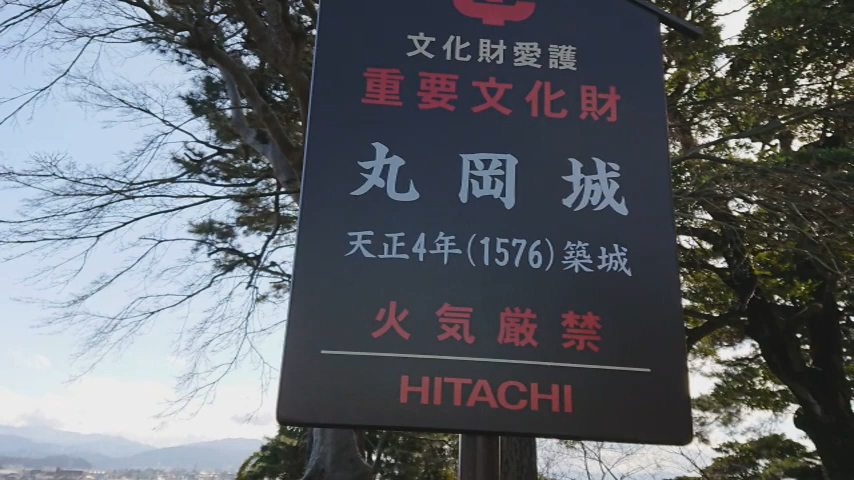 文化財愛護
重要文化財
丸岡城
天正4年(1576)築城
火気厳禁
HITACHI